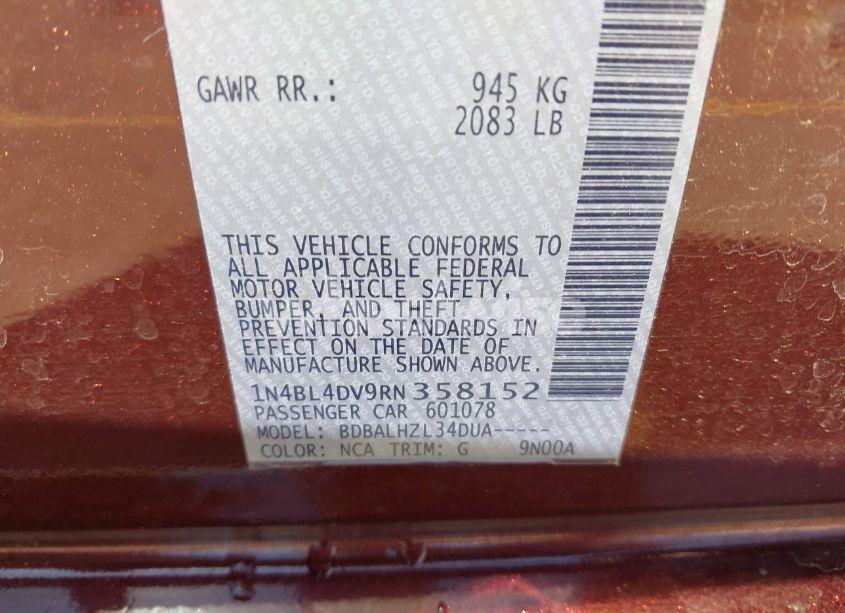 GAWR RR.: 945 KG
2083 LB
THIS VEHICLE CONFORMS TO
ALL APPLICABLE FEDERAL
MOTOR VEHICLE SAFETY,
BUMPER, AND THEFT
PREVENTION STANDARDS IN
EFFECT ON THE DATE OF
MANUFACTURE SHOWN ABOVE.
1N4BL4DV9RN358152
PASSENGER CAR 601078
MODEL: BDBALHZL34DUA-----
COLOR: NCA TRIM: G 9N00A